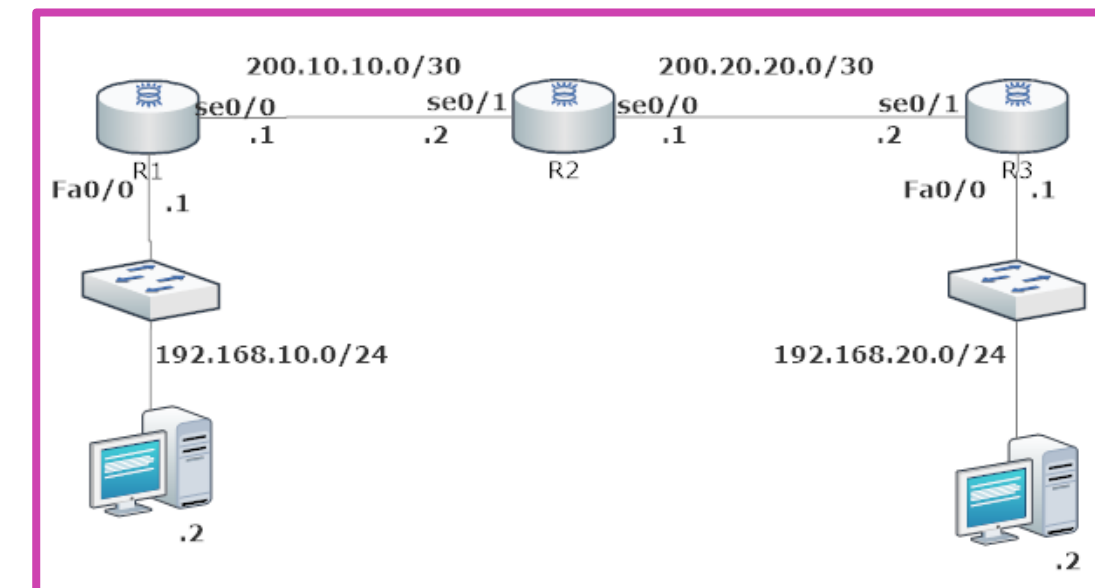 200.10.10.0/30 200.20.20.0/30
se0/0 se0/1 se0/0 se0/1
.1 .2 .1 .2
R1 R2 R3
Fa0/0 .1 Fa0/0 .1
192.168.10.0/24 192.168.20.0/24
.2
.2